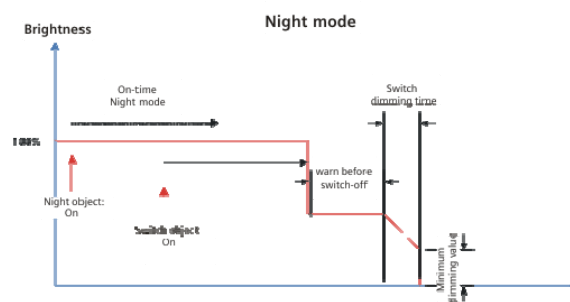 Night mode
Brightness
On-time
Night mode
Switch
dimming time
100%
warn before
switch-off
Night object:
On
Switch object
On
Minimum
dimming value